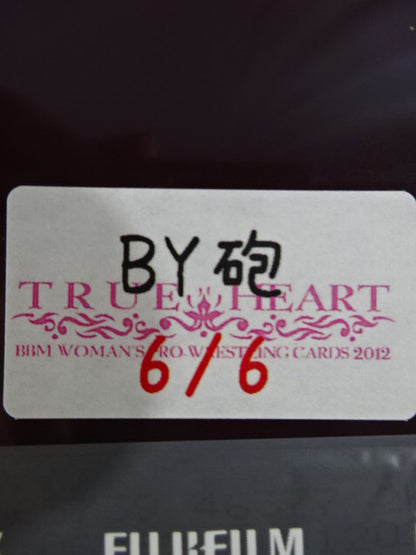 BY砲
TRUE HEART
BBM WOMAN'S PRO-WRESTLING CARDS 2012
6/6
FUJIFILM